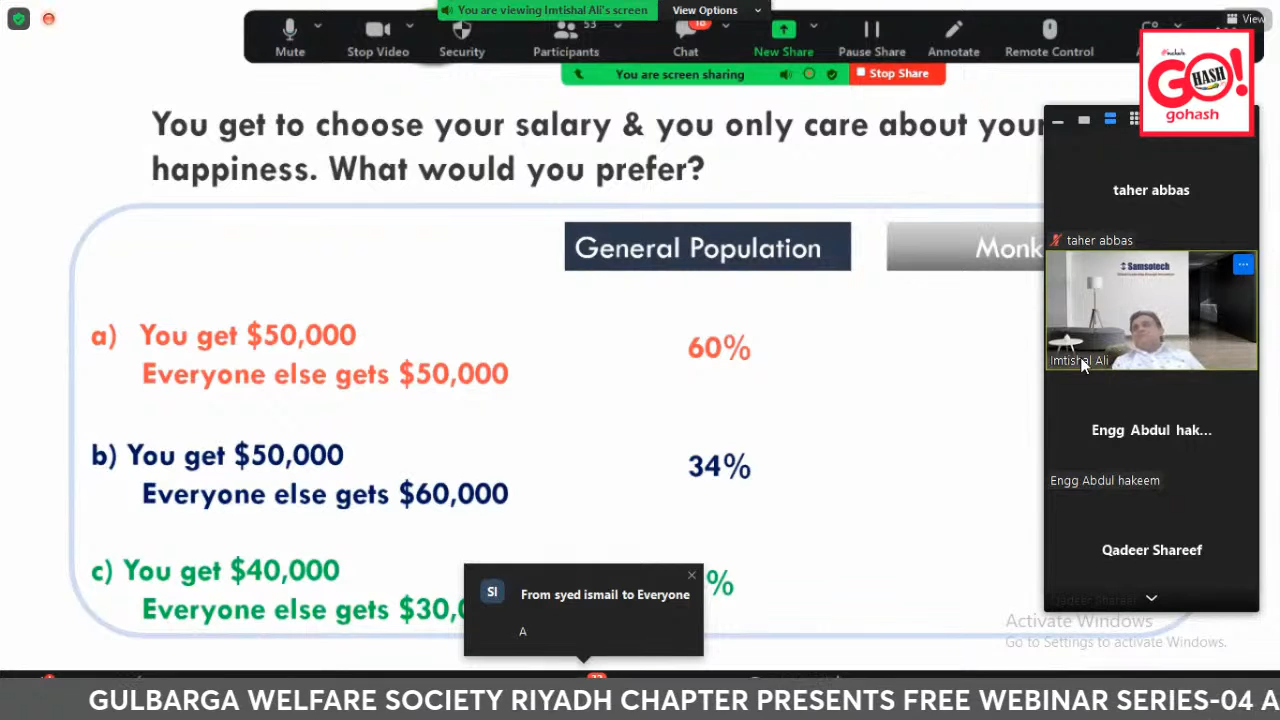 You are viewing Imtishal Ali's screen
View Options
View
Mute
Stop Video
Security
53
Participants
18
Chat
New Share
Pause Share
Annotate
Remote Control
You are screen sharing
Stop Share
GO!
HASH
gohash
You get to choose your salary & you only care about your
happiness. What would you prefer?
General Population
Monk
a) You get $50,000
Everyone else gets $50,000
60%
b) You get $50,000
Everyone else gets $60,000
34%
c) You get $40,000
Everyone else gets $30,0
%
taher abbas
taher abbas
Samsotech
Imtishal Ali
Engg Abdul hak...
Engg Abdul hakeem
Qadeer Shareef
Qadeer Shareef
SI
From syed ismail to Everyone
A
Activate Windows
Go to Settings to activate Windows.
GULBARGA WELFARE SOCIETY RIYADH CHAPTER PRESENTS FREE WEBINAR SERIES-04 A